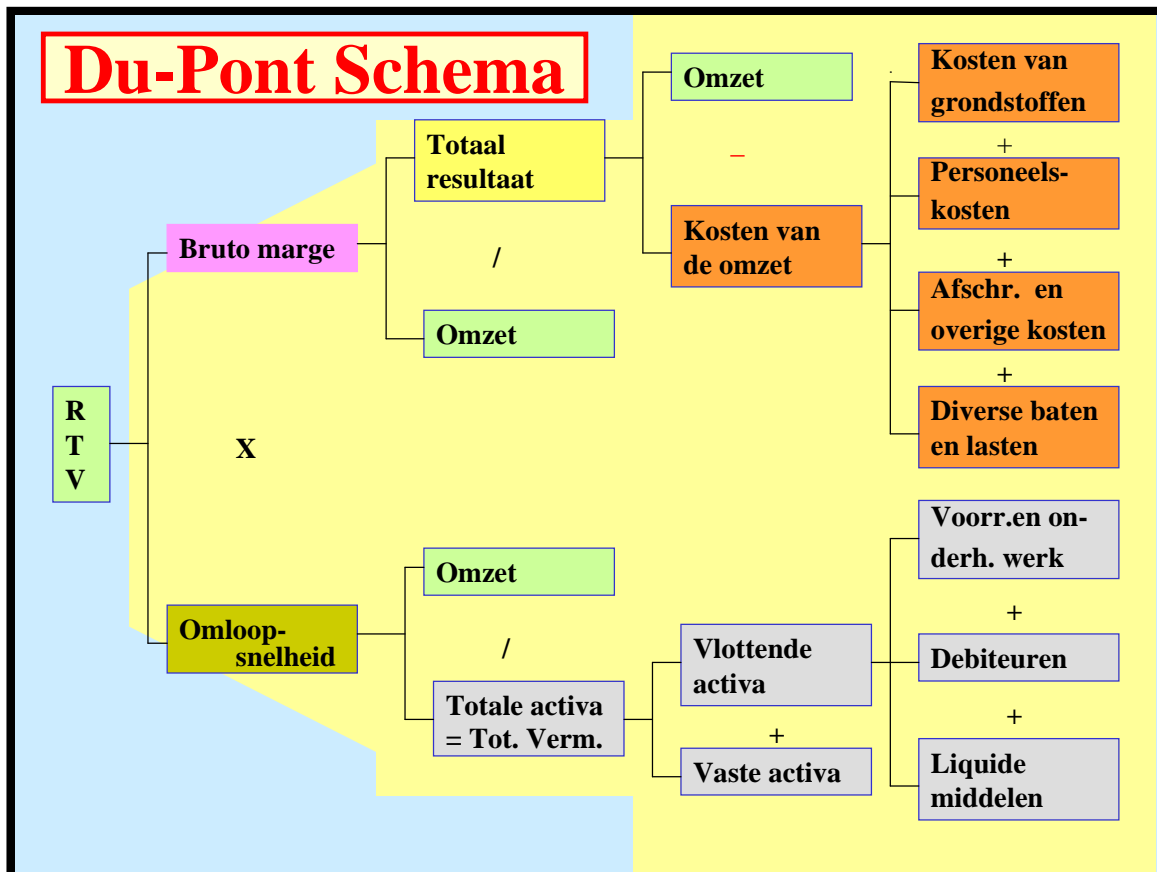 Du-Pont Schema
Omzet
Kosten van
grondstoffen
+
Totaal
resultaat
–
Personeels-
kosten
Bruto marge
/
Kosten van
de omzet
+
Afschr. en
overige kosten
Omzet
+
Diverse baten
en lasten
R
T
V
X
Voorr.en on-
derh. werk
Omzet
+
Omloop-
snelheid
/
Vlottende
activa
Debiteuren
Totale activa
= Tot. Verm.
+
+
Vaste activa
Liquide
middelen